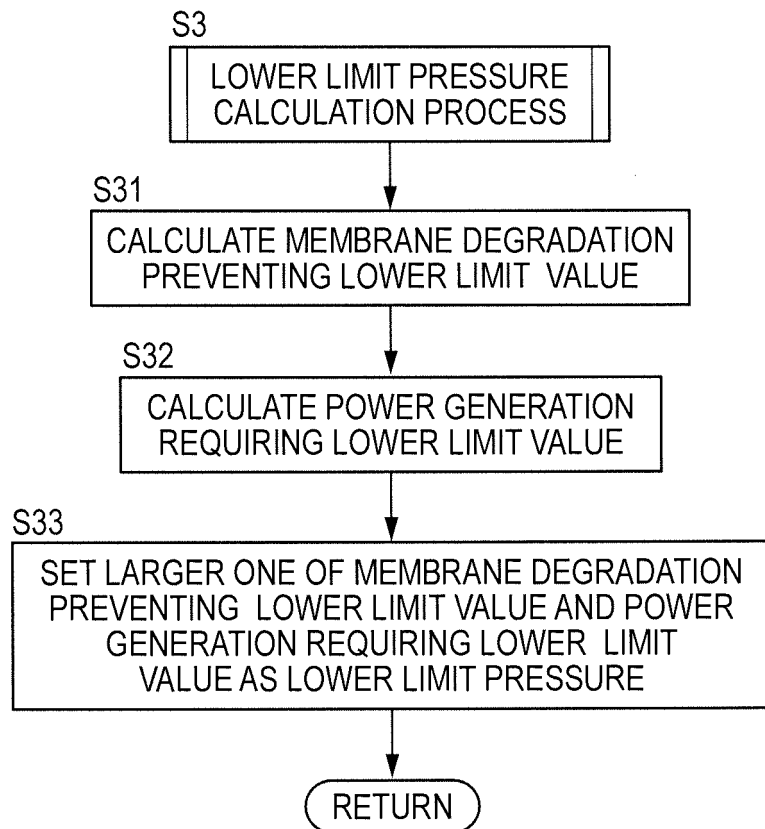 S3
LOWER LIMIT PRESSURE
CALCULATION PROCESS
S31
CALCULATE MEMBRANE DEGRADATION
PREVENTING LOWER LIMIT VALUE
S32
CALCULATE POWER GENERATION
REQUIRING LOWER LIMIT VALUE
S33
SET LARGER ONE OF MEMBRANE DEGRADATION
PREVENTING LOWER LIMIT VALUE AND POWER
GENERATION REQUIRING LOWER LIMIT
VALUE AS LOWER LIMIT PRESSURE
RETURN